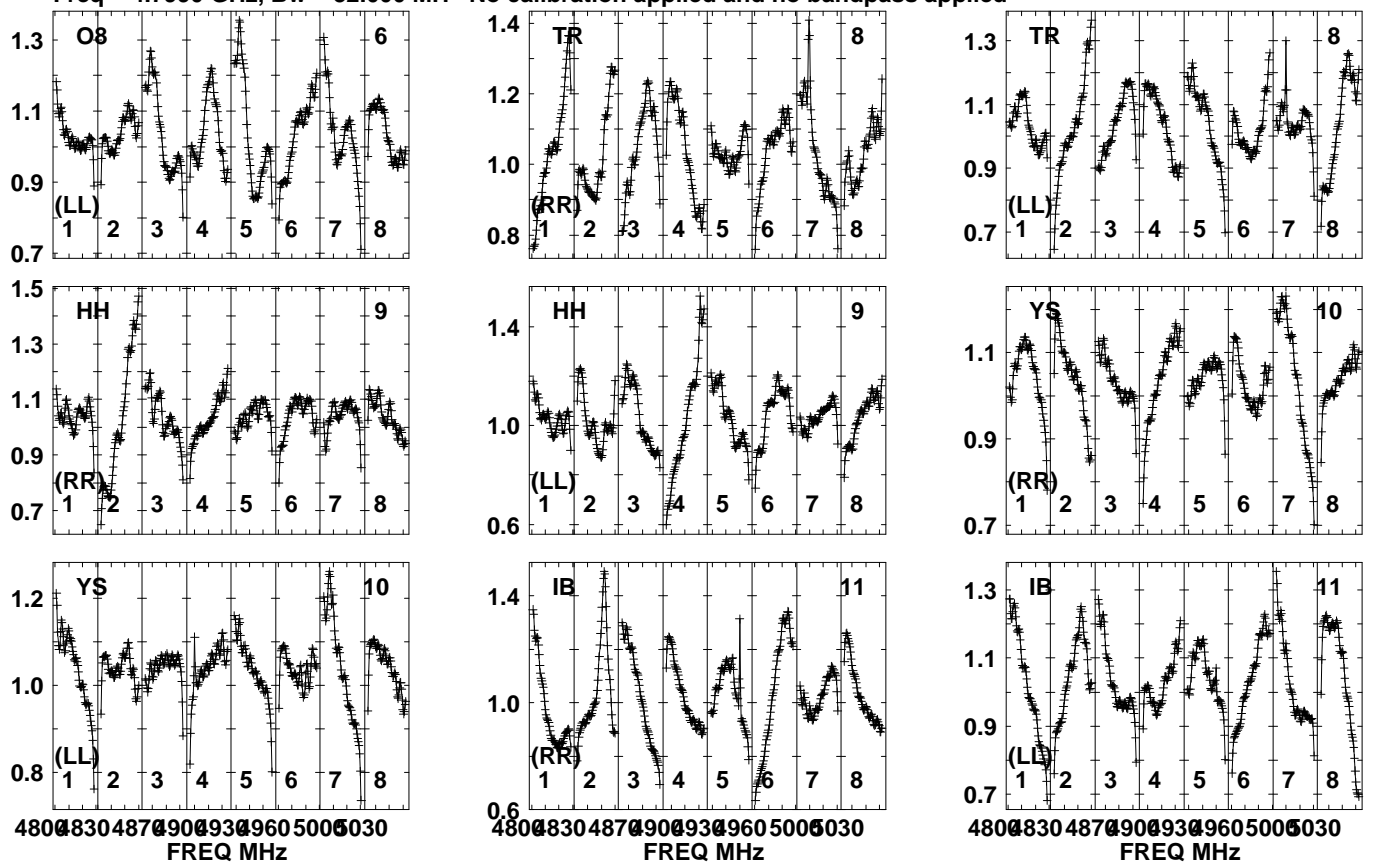 No calibration applied and no bandpass applied
1.3 O8 6
1.1
0.9
(LL)
0.7 1 2 3 4 5 6 7 8
1.4 TR 8
1.2
1.0
(RR)
0.8 1 2 3 4 5 6 7 8
1.3 TR 8
1.1
0.9
(LL)
0.7 1 2 3 4 5 6 7 8
1.5 HH 9
1.3
1.1
0.9
(RR)
0.7 1 2 3 4 5 6 7 8
HH 9
1.4
1.0
(LL)
0.6 1 2 3 4 5 6 7 8
YS 10
1.1
0.9
(RR)
0.7 1 2 3 4 5 6 7 8
YS 10
1.2
1.0
(LL)
0.8 1 2 3 4 5 6 7 8
4800 4830 4870 4900 4930 4960 5000 5030
FREQ MHz
IB 11
1.4
1.0
(RR)
0.6 1 2 3 4 5 6 7 8
4800 4830 4870 4900 4930 4960 5000 5030
FREQ MHz
1.3 IB 11
1.1
0.9
(LL)
0.7 1 2 3 4 5 6 7 8
4800 4830 4870 4900 4930 4960 5000 5030
FREQ MHz